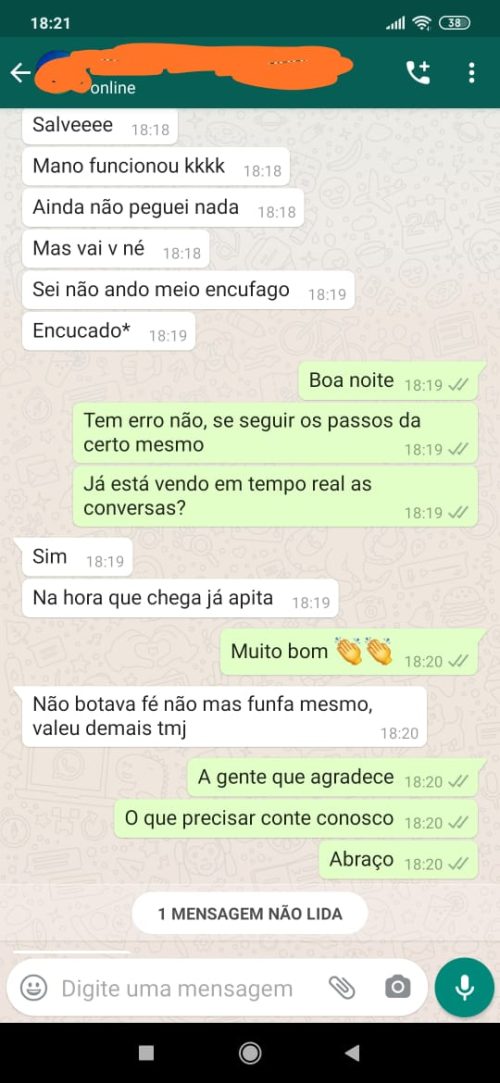 18:21
38
online
Salveeee 18:18
Mano funcionou kkkk 18:18
Ainda não peguei nada 18:18
Mas vai v né 18:18
Sei não ando meio encufago 18:19
Encucado* 18:19
Boa noite 18:19
Tem erro não, se seguir os passos da
certo mesmo 18:19
Já está vendo em tempo real as
conversas? 18:19
Sim 18:19
Na hora que chega já apita 18:19
Muito bom 👏👏 18:20
Não botava fé não mas funfa mesmo,
valeu demais tmj 18:20
A gente que agradece 18:20
O que precisar conte conosco 18:20
Abraço 18:20
1 MENSAGEM NÃO LIDA
Digite uma mensagem